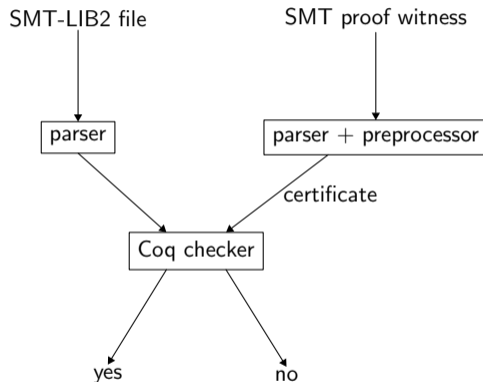 SMT-LIB2 file
SMT proof witness
parser
parser + preprocessor
certificate
Coq checker
yes
no